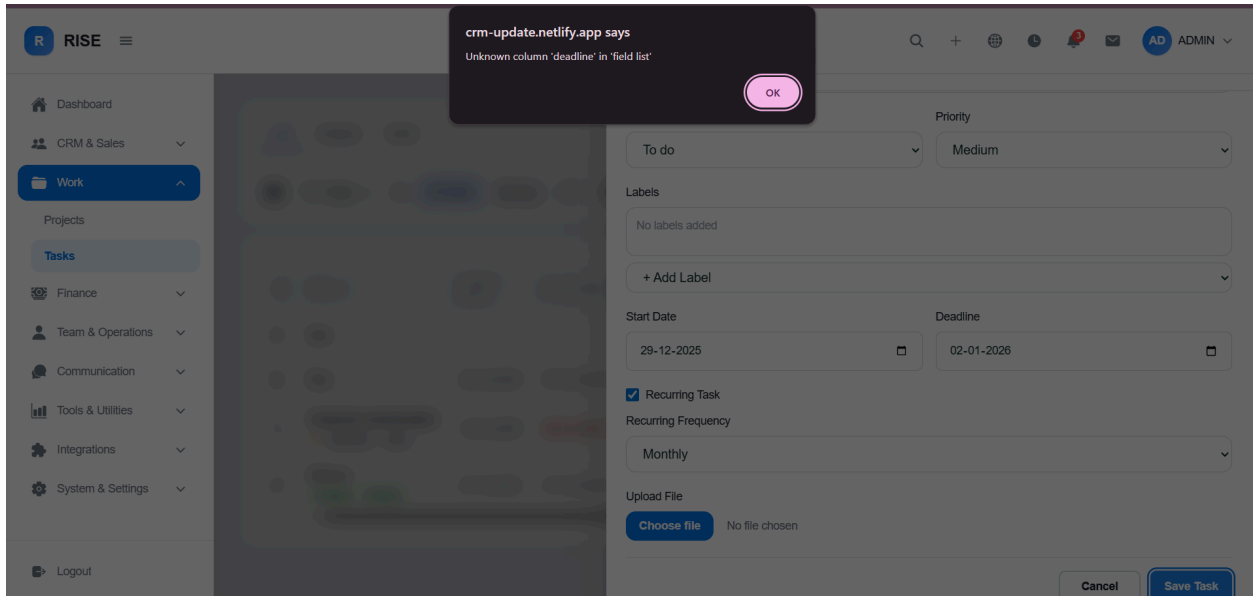 crm-update.netlify.app says
Unknown column 'deadline' in 'field list'
OK
R RISE
3
AD ADMIN
Dashboard
CRM & Sales
Work
Projects
Tasks
Finance
Team & Operations
Communication
Tools & Utilities
Integrations
System & Settings
Logout
Priority
To do Medium
Labels
No labels added
+ Add Label
Start Date Deadline
29-12-2025 02-01-2026
Recurring Task
Recurring Frequency
Monthly
Upload File
Choose file No file chosen
Cancel Save Task